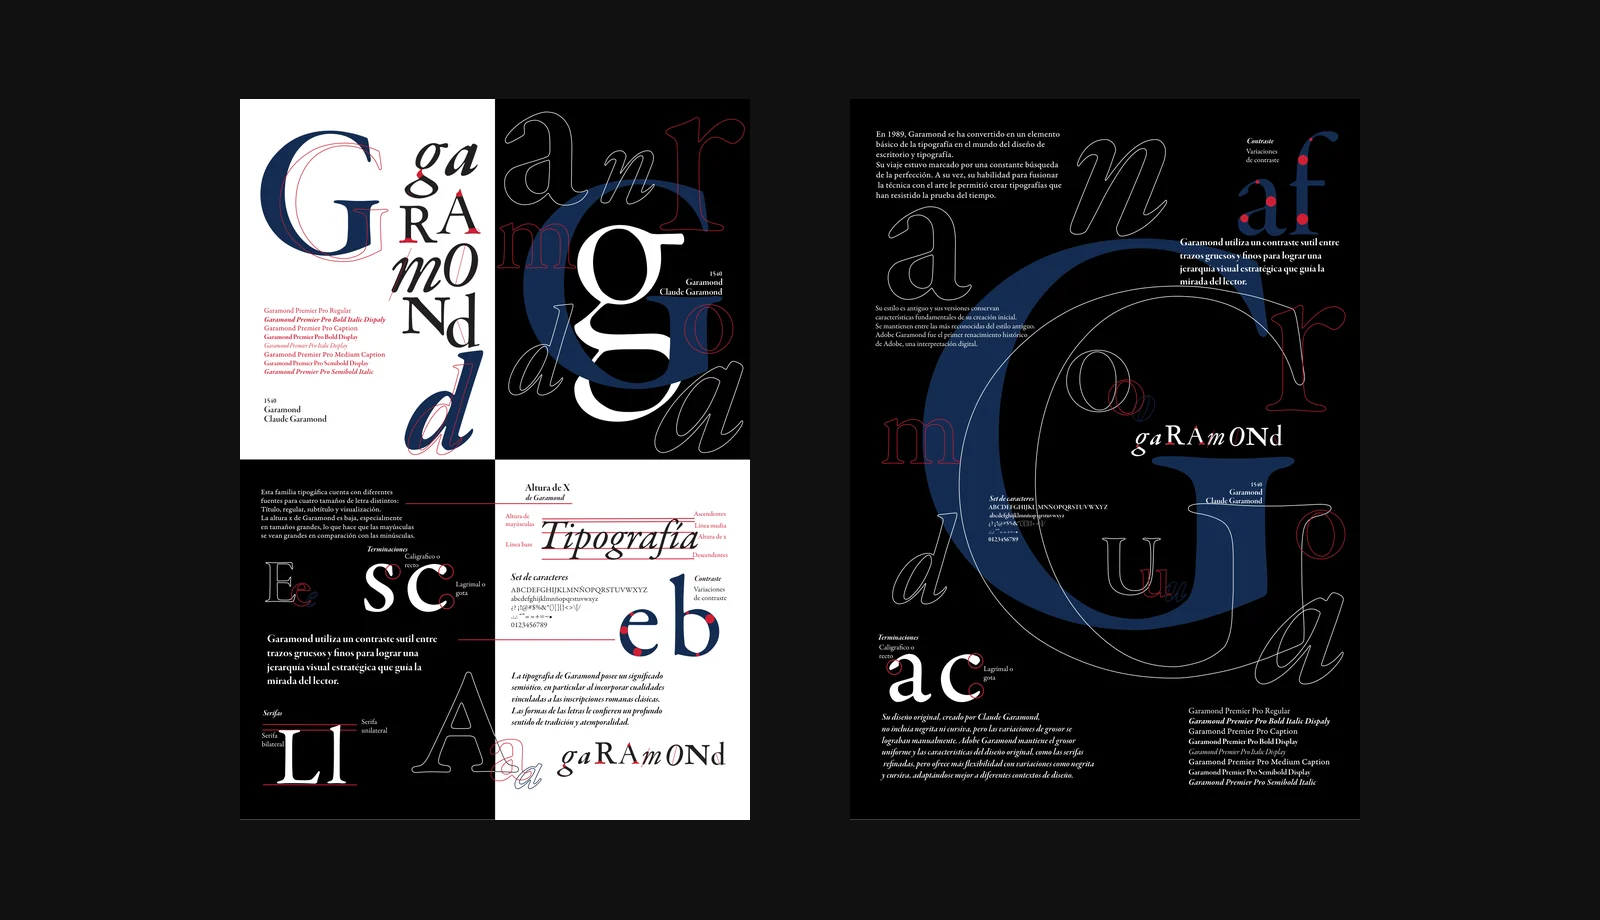 G
ga
RA
mO
Nd
d
Garamond Premier Pro Regular
Garamond Premier Pro Bold Italic Dispaly
Garamond Premier Pro Caption
Garamond Premier Pro Bold Display
Garamond Premier Pro Italic Display
Garamond Premier Pro Medium Caption
Garamond Premier Pro Semibold Display
Garamond Premier Pro Semibold Italic
1540
Garamond
Claude Garamond
a n r
m G g
d o a
1540
Garamond
Claude Garamond
Esta familia tipogáfica cuenta con diferentes
fuentes para cuatro tamaños de letra distintos:
Título, regular, subtítulo y visualización.
La altura x de Garamond es baja, especialmente
en tamaños grandes, lo que hace que las mayúsculas
se vean grandes en comparación con las minúsculas.
Terminaciones
Caligrafico o
recto
E e e
sc
Lagrimal o
gota
Garamond utiliza un contraste sutil entre
trazos gruesos y finos para lograr una
jerarquía visual estratégica que guía la
mirada del lector.
Serifas
Serifa
bilateral
Ll
Serifa
unilateral
A a a
Altura de X
de Garamond
Altura de
mayúsculas
Línea base
Tipografía
Ascendentes
Línea media
Altura de x
Descendentes
Set de caracteres
ABCDEFGHIJKLMNÑOPQRSTUVWXYZ
abcdefghijklmnñopqrstuvwxyz
0123456789
Contraste
Variaciones
de contraste
eb
La tipografía de Garamond posee un significado
semiótico, en particular al incorporar cualidades
vinculadas a las inscripciones romanas clásicas.
Las formas de las letras le confieren un profundo
sentido de tradición y atemporalidad.
gaRAmONd
En 1989, Garamond se ha convertido en un elemento
básico de la tipografía en el mundo del diseño de
escritorio y tipografía.
Su viaje estuvo marcado por una constante búsqueda
de la perfección. A su vez, su habilidad para fusionar
la técnica con el arte le permitió crear tipografías que
han resistido la prueba del tiempo.
n
Contraste
Variaciones
de contraste
af
Garamond utiliza un contraste sutil entre
trazos gruesos y finos para lograr una
jerarquía visual estratégica que guía la
mirada del lector.
a
Su estilo es antiguo y sus versiones conservan
características fundamentales de su creación inicial.
Se mantienen entre las más reconocidas del estilo antiguo.
Adobe Garamond fue el primer renacimiento histórico
de Adobe, una interpretación digital.
G G
r
o o o
m
gaRAmONd
1540
Garamond
Claude Garamond
Set de caracteres
ABCDEFGHIJKLMNÑOPQRSTUVWXYZ
abcdefghijklmnñopqrstuvwxyz
0123456789
d
u u u
o
a
Terminaciones
Caligrafico o
recto
ac
Lagrimal o
gota
Su diseño original, creado por Claude Garamond,
no incluía negrita ni cursiva, pero las variaciones de grosor se
lograban manualmente. Adobe Garamond mantiene el grosor
uniforme y las características del diseño original, como las serifas
refinadas, pero ofrece más flexibilidad con variaciones como negrita
y cursiva, adaptándose mejor a diferentes contextos de diseño.
Garamond Premier Pro Regular
Garamond Premier Pro Bold Italic Dispaly
Garamond Premier Pro Caption
Garamond Premier Pro Bold Display
Garamond Premier Pro Italic Display
Garamond Premier Pro Medium Caption
Garamond Premier Pro Semibold Display
Garamond Premier Pro Semibold Italic